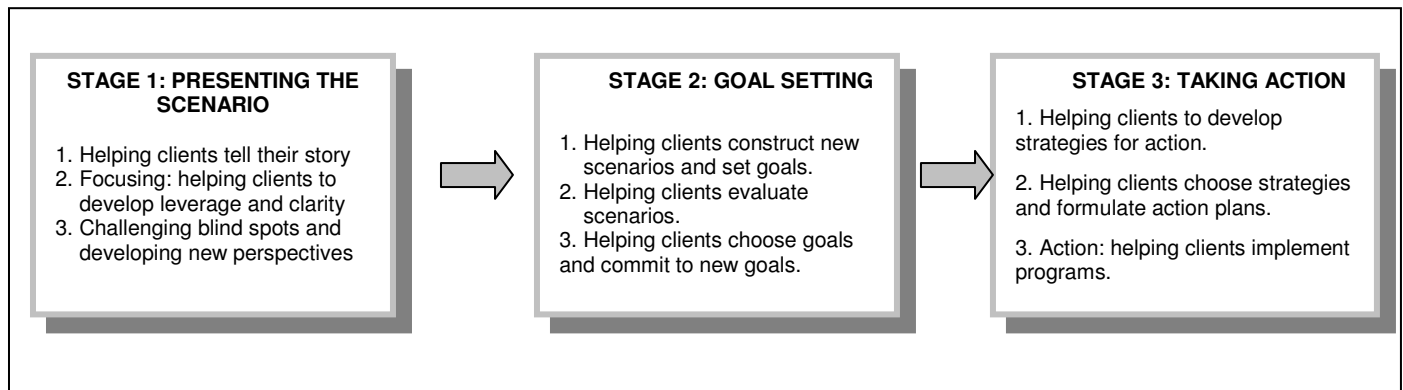 STAGE 1: PRESENTING THE
SCENARIO
1. Helping clients tell their story
2. Focusing: helping clients to
develop leverage and clarity
3. Challenging blind spots and
developing new perspectives
STAGE 2: GOAL SETTING
1. Helping clients construct new
scenarios and set goals.
2. Helping clients evaluate
scenarios.
3. Helping clients choose goals
and commit to new goals.
STAGE 3: TAKING ACTION
1. Helping clients to develop
strategies for action.
2. Helping clients choose strategies
and formulate action plans.
3. Action: helping clients implement
programs.